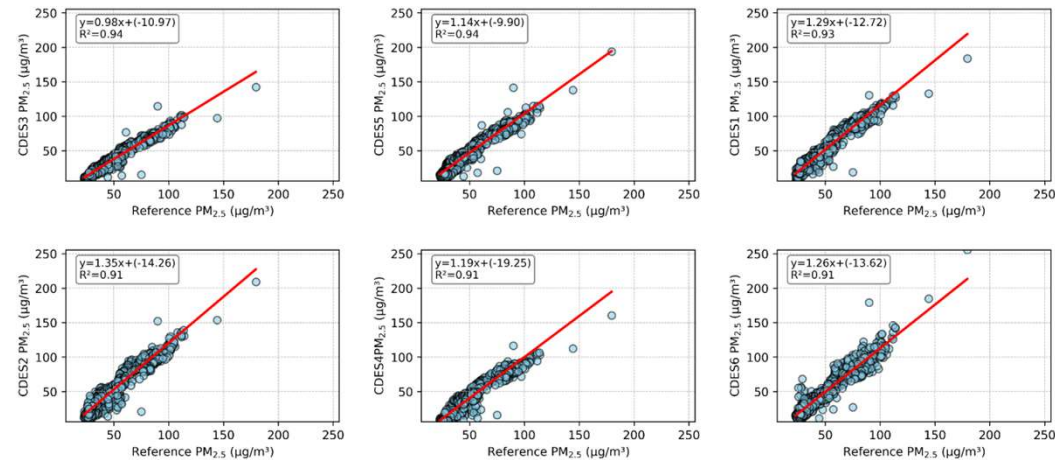 y=0.98x+(-10.97)
R²=0.94
250
200
150
100
50
CDES3 PM₂.₅ (µg/m³)
50 100 150 200 250
Reference PM₂.₅ (µg/m³)
y=1.14x+(-9.90)
R²=0.94
250
200
150
100
50
CDES5 PM₂.₅ (µg/m³)
50 100 150 200 250
Reference PM₂.₅ (µg/m³)
y=1.29x+(-12.72)
R²=0.93
250
200
150
100
50
CDES1 PM₂.₅ (µg/m³)
50 100 150 200 250
Reference PM₂.₅ (µg/m³)
y=1.35x+(-14.26)
R²=0.91
250
200
150
100
50
CDES2 PM₂.₅ (µg/m³)
50 100 150 200 250
Reference PM₂.₅ (µg/m³)
y=1.19x+(-19.25)
R²=0.91
250
200
150
100
50
CDES4PM₂.₅ (µg/m³)
50 100 150 200 250
Reference PM₂.₅ (µg/m³)
y=1.26x+(-13.62)
R²=0.91
250
200
150
100
50
CDES6 PM₂.₅ (µg/m³)
50 100 150 200 250
Reference PM₂.₅ (µg/m³)